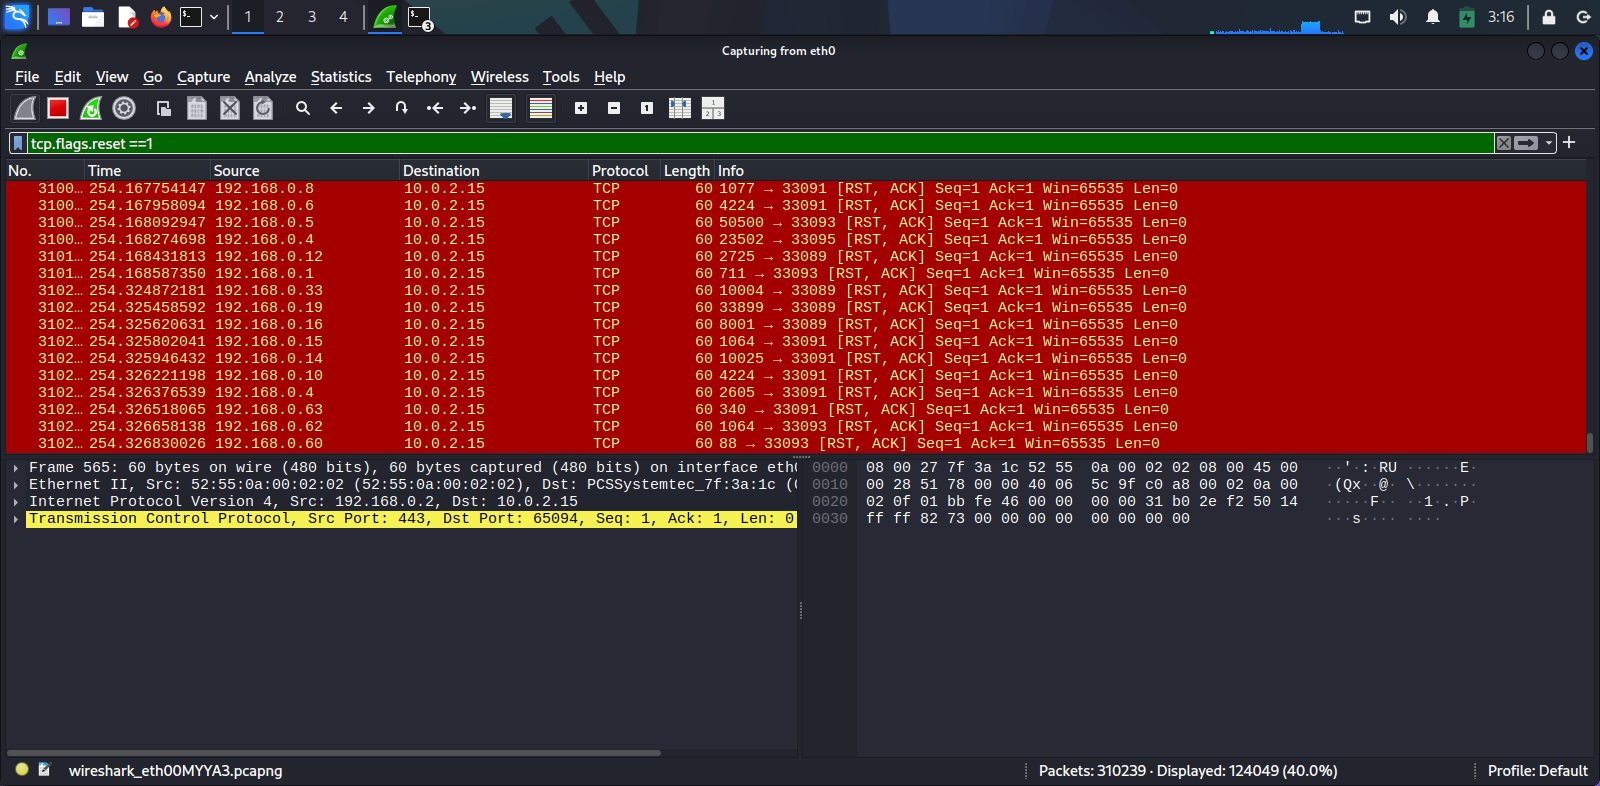 1 2 3 4 3 3:16
Capturing from eth0
File Edit View Go Capture Analyze Statistics Telephony Wireless Tools Help
tcp.flags.reset ==1
No. Time Source Destination Protocol Length Info
3100… 254.167754147 192.168.0.8 10.0.2.15 TCP 60 1077 → 33091 [RST, ACK] Seq=1 Ack=1 Win=65535 Len=0
3100… 254.167958094 192.168.0.6 10.0.2.15 TCP 60 4224 → 33091 [RST, ACK] Seq=1 Ack=1 Win=65535 Len=0
3100… 254.168092947 192.168.0.5 10.0.2.15 TCP 60 50500 → 33093 [RST, ACK] Seq=1 Ack=1 Win=65535 Len=0
3100… 254.168274698 192.168.0.4 10.0.2.15 TCP 60 23502 → 33095 [RST, ACK] Seq=1 Ack=1 Win=65535 Len=0
3101… 254.168431813 192.168.0.12 10.0.2.15 TCP 60 2725 → 33089 [RST, ACK] Seq=1 Ack=1 Win=65535 Len=0
3101… 254.168587350 192.168.0.1 10.0.2.15 TCP 60 711 → 33093 [RST, ACK] Seq=1 Ack=1 Win=65535 Len=0
3102… 254.324872181 192.168.0.33 10.0.2.15 TCP 60 10004 → 33089 [RST, ACK] Seq=1 Ack=1 Win=65535 Len=0
3102… 254.325458592 192.168.0.19 10.0.2.15 TCP 60 33899 → 33089 [RST, ACK] Seq=1 Ack=1 Win=65535 Len=0
3102… 254.325620631 192.168.0.16 10.0.2.15 TCP 60 8001 → 33089 [RST, ACK] Seq=1 Ack=1 Win=65535 Len=0
3102… 254.325802041 192.168.0.15 10.0.2.15 TCP 60 1064 → 33091 [RST, ACK] Seq=1 Ack=1 Win=65535 Len=0
3102… 254.325946432 192.168.0.14 10.0.2.15 TCP 60 10025 → 33091 [RST, ACK] Seq=1 Ack=1 Win=65535 Len=0
3102… 254.326221198 192.168.0.10 10.0.2.15 TCP 60 4224 → 33091 [RST, ACK] Seq=1 Ack=1 Win=65535 Len=0
3102… 254.326376539 192.168.0.4 10.0.2.15 TCP 60 2605 → 33091 [RST, ACK] Seq=1 Ack=1 Win=65535 Len=0
3102… 254.326518065 192.168.0.63 10.0.2.15 TCP 60 340 → 33091 [RST, ACK] Seq=1 Ack=1 Win=65535 Len=0
3102… 254.326658138 192.168.0.62 10.0.2.15 TCP 60 1064 → 33093 [RST, ACK] Seq=1 Ack=1 Win=65535 Len=0
3102… 254.326830026 192.168.0.60 10.0.2.15 TCP 60 88 → 33093 [RST, ACK] Seq=1 Ack=1 Win=65535 Len=0
Frame 565: 60 bytes on wire (480 bits), 60 bytes captured (480 bits) on interface eth0
Ethernet II, Src: 52:55:0a:00:02:02 (52:55:0a:00:02:02), Dst: PCSSystemtec_7f:3a:1c (0
Internet Protocol Version 4, Src: 192.168.0.2, Dst: 10.0.2.15
Transmission Control Protocol, Src Port: 443, Dst Port: 65094, Seq: 1, Ack: 1, Len: 0
0000 08 00 27 7f 3a 1c 52 55 0a 00 02 02 08 00 45 00 ··'·:·RU ······E·
0010 00 28 51 78 00 00 40 06 5c 9f c0 a8 00 02 0a 00 ·(Qx··@· \·······
0020 02 0f 01 bb fe 46 00 00 00 00 31 b0 2e f2 50 14 ·····F·· ··1·.·P·
0030 ff ff 82 73 00 00 00 00 00 00 00 00 ···s···· ····
wireshark_eth00MYYA3.pcapng Packets: 310239 · Displayed: 124049 (40.0%) Profile: Default